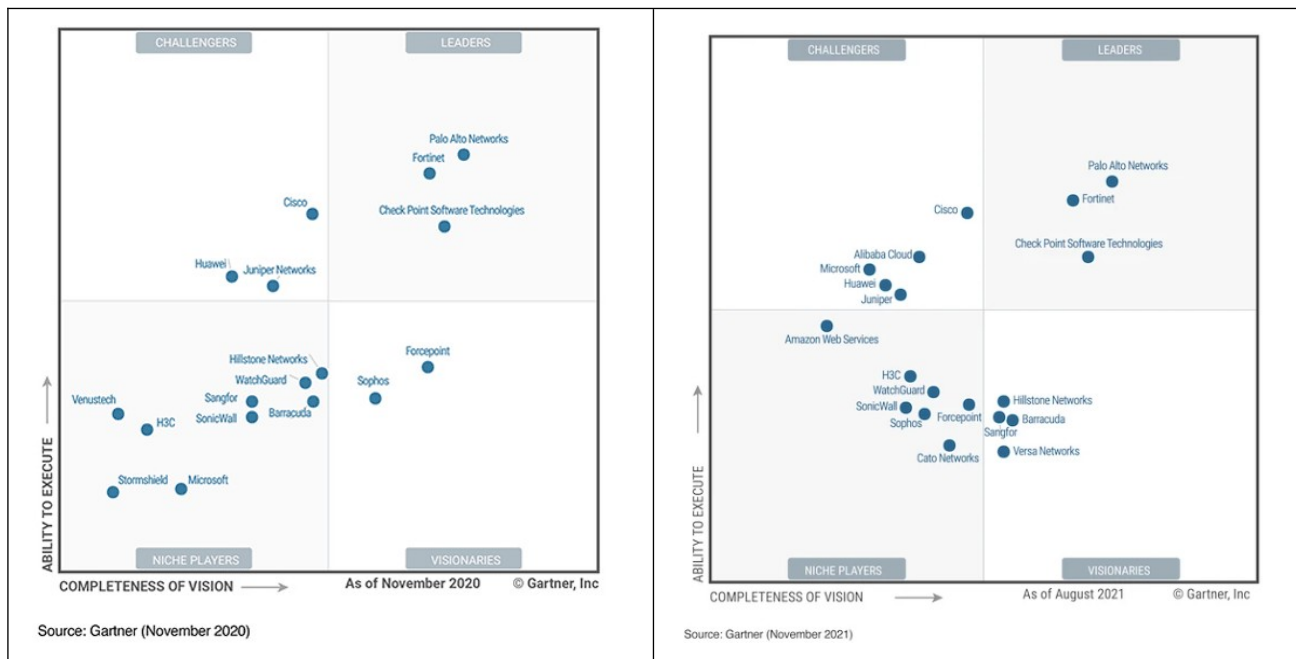 CHALLENGERS
LEADERS
Palo Alto Networks
Fortinet
Cisco
Check Point Software Technologies
Huawei
Juniper Networks
Hillstone Networks
Forcepoint
WatchGuard
Sophos
Venustech
Sangfor
H3C
SonicWall
Barracuda
Stormshield
Microsoft
ABILITY TO EXECUTE
NICHE PLAYERS
VISIONARIES
COMPLETENESS OF VISION
As of November 2020
© Gartner, Inc
Source: Gartner (November 2020)
CHALLENGERS
LEADERS
Palo Alto Networks
Fortinet
Cisco
Check Point Software Technologies
Alibaba Cloud
Microsoft
Huawei
Juniper
Amazon Web Services
H3C
WatchGuard
SonicWall
Sophos
Forcepoint
Hillstone Networks
Barracuda
Sangfor
Cato Networks
Versa Networks
ABILITY TO EXECUTE
NICHE PLAYERS
VISIONARIES
COMPLETENESS OF VISION
As of August 2021
© Gartner, Inc
Source: Gartner (November 2021)